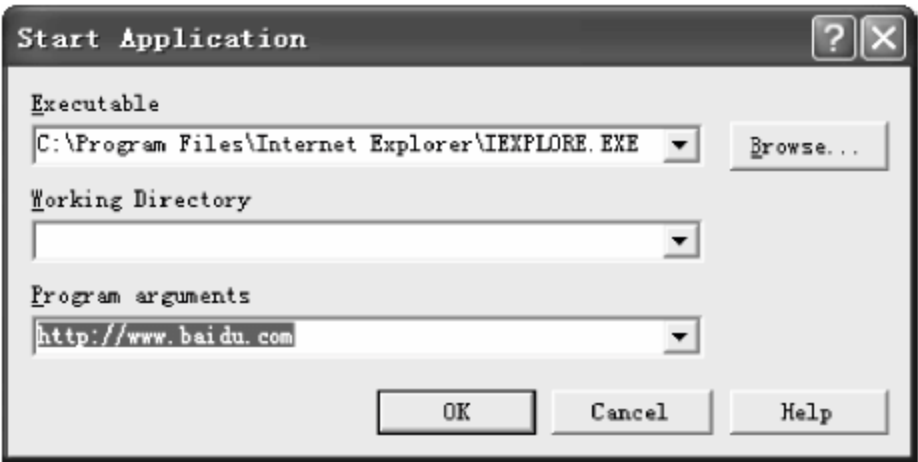 Start Application
Executable
C:\Program Files\Internet Explorer\IEXPLORE.EXE
Browse...
Working Directory
Program arguments
http://www.baidu.com
OK
Cancel
Help